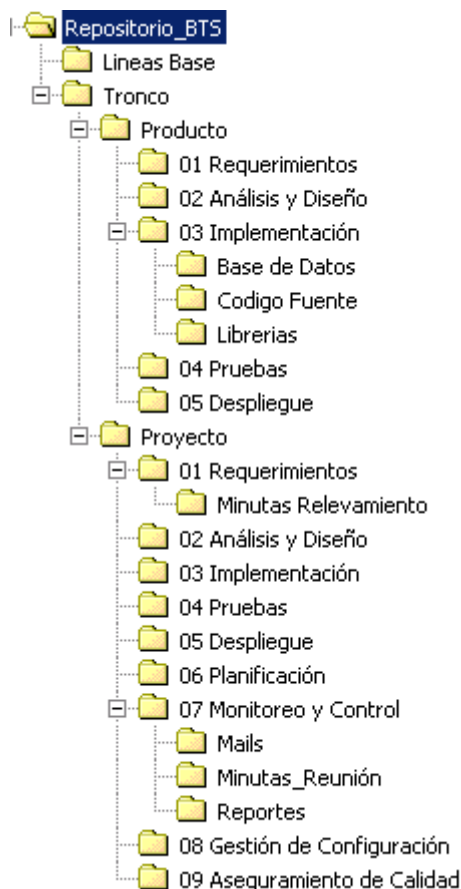 Repositorio_BTS
Lineas Base
Tronco
Producto
01 Requerimientos
02 Análisis y Diseño
03 Implementación
Base de Datos
Codigo Fuente
Librerias
04 Pruebas
05 Despliegue
Proyecto
01 Requerimientos
Minutas Relevamiento
02 Análisis y Diseño
03 Implementación
04 Pruebas
05 Despliegue
06 Planificación
07 Monitoreo y Control
Mails
Minutas_Reunión
Reportes
08 Gestión de Configuración
09 Aseguramiento de Calidad